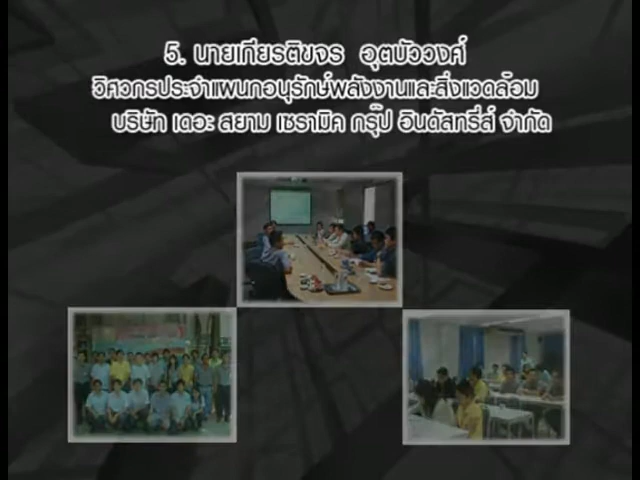 5. นายเกียรติขจร อุตบัววงศ์
วิศวกรประจำแผนกอนุรักษ์พลังงานและสิ่งแวดล้อม
บริษัท เดอะ สยาม เซรามิค กรุ๊ป อินดัสทรี่ส์ จำกัด